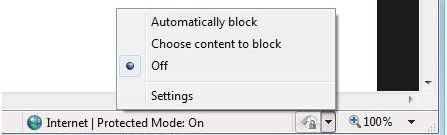 Automatically block
Choose content to block
Off
Settings
Internet | Protected Mode: On
100%